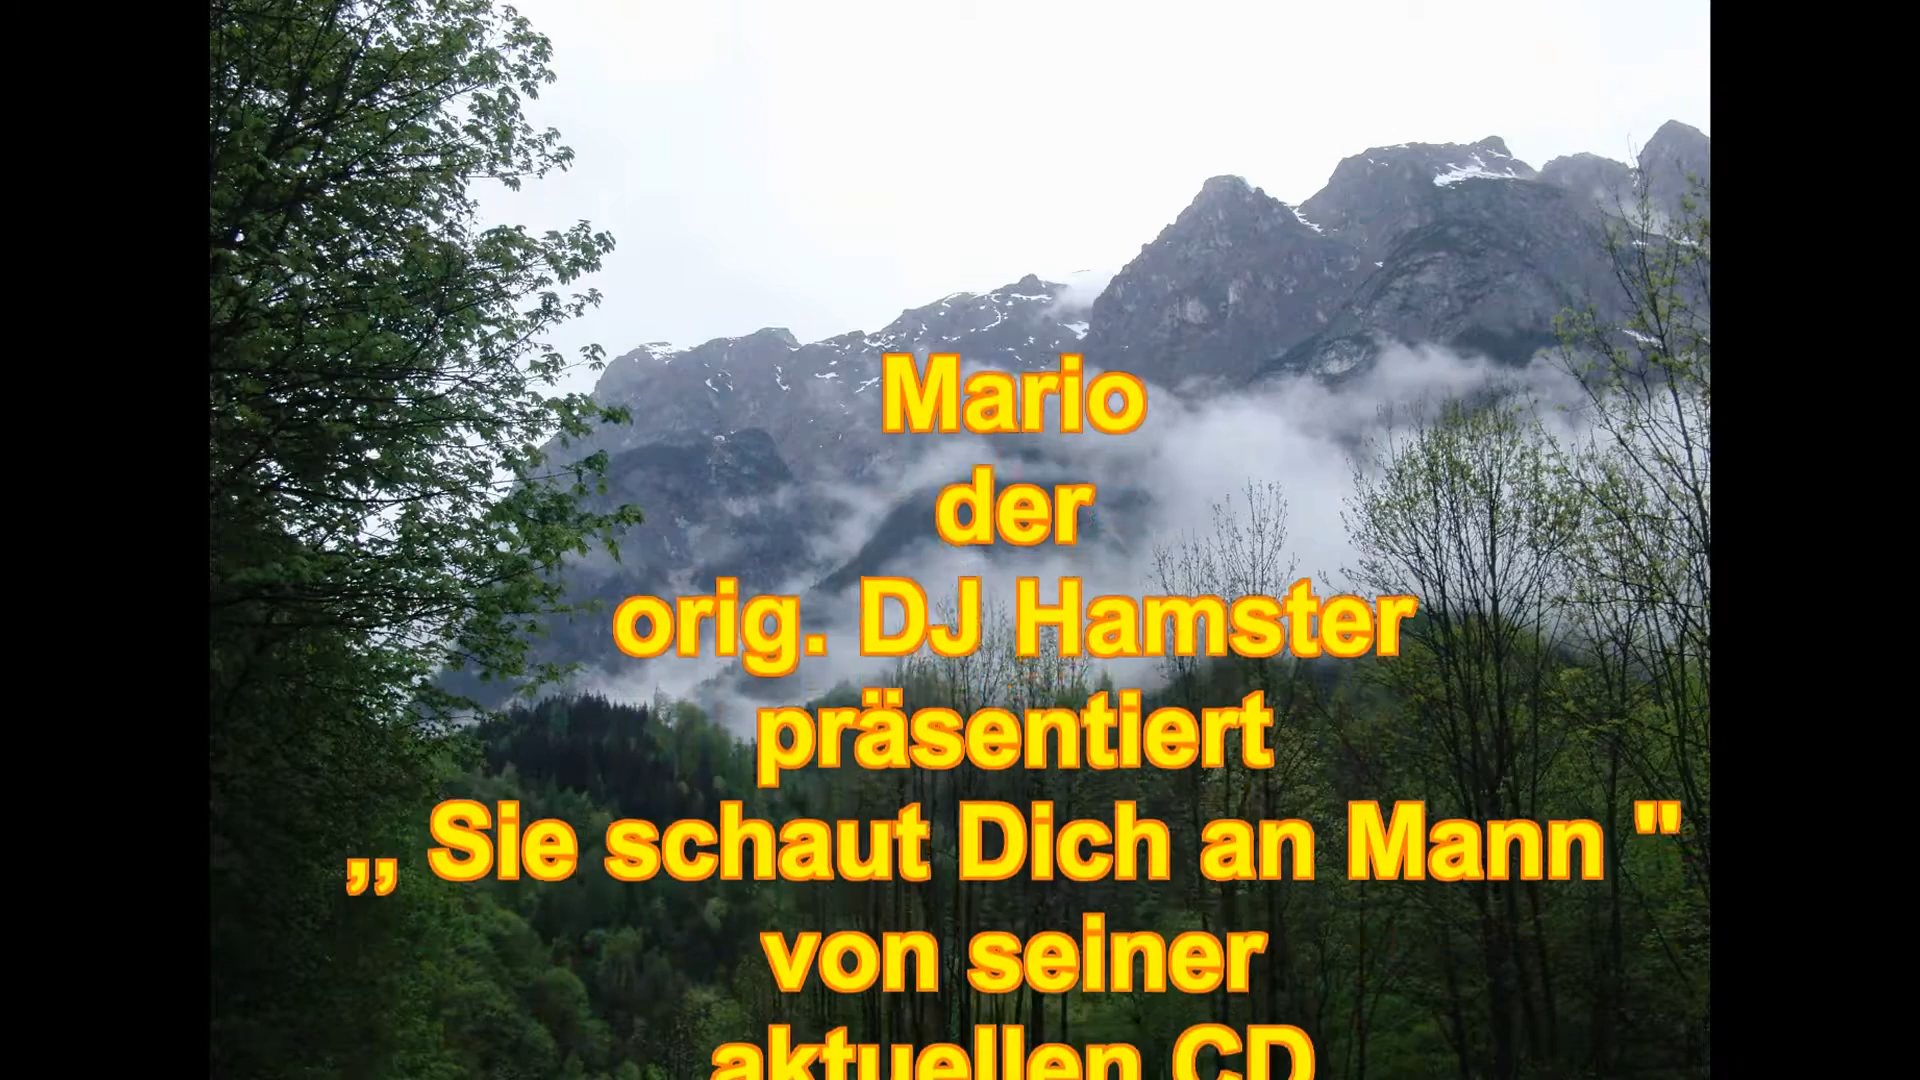 Mario
der
orig. DJ Hamster
präsentiert
,, Sie schaut Dich an Mann "
von seiner
aktuellen CD